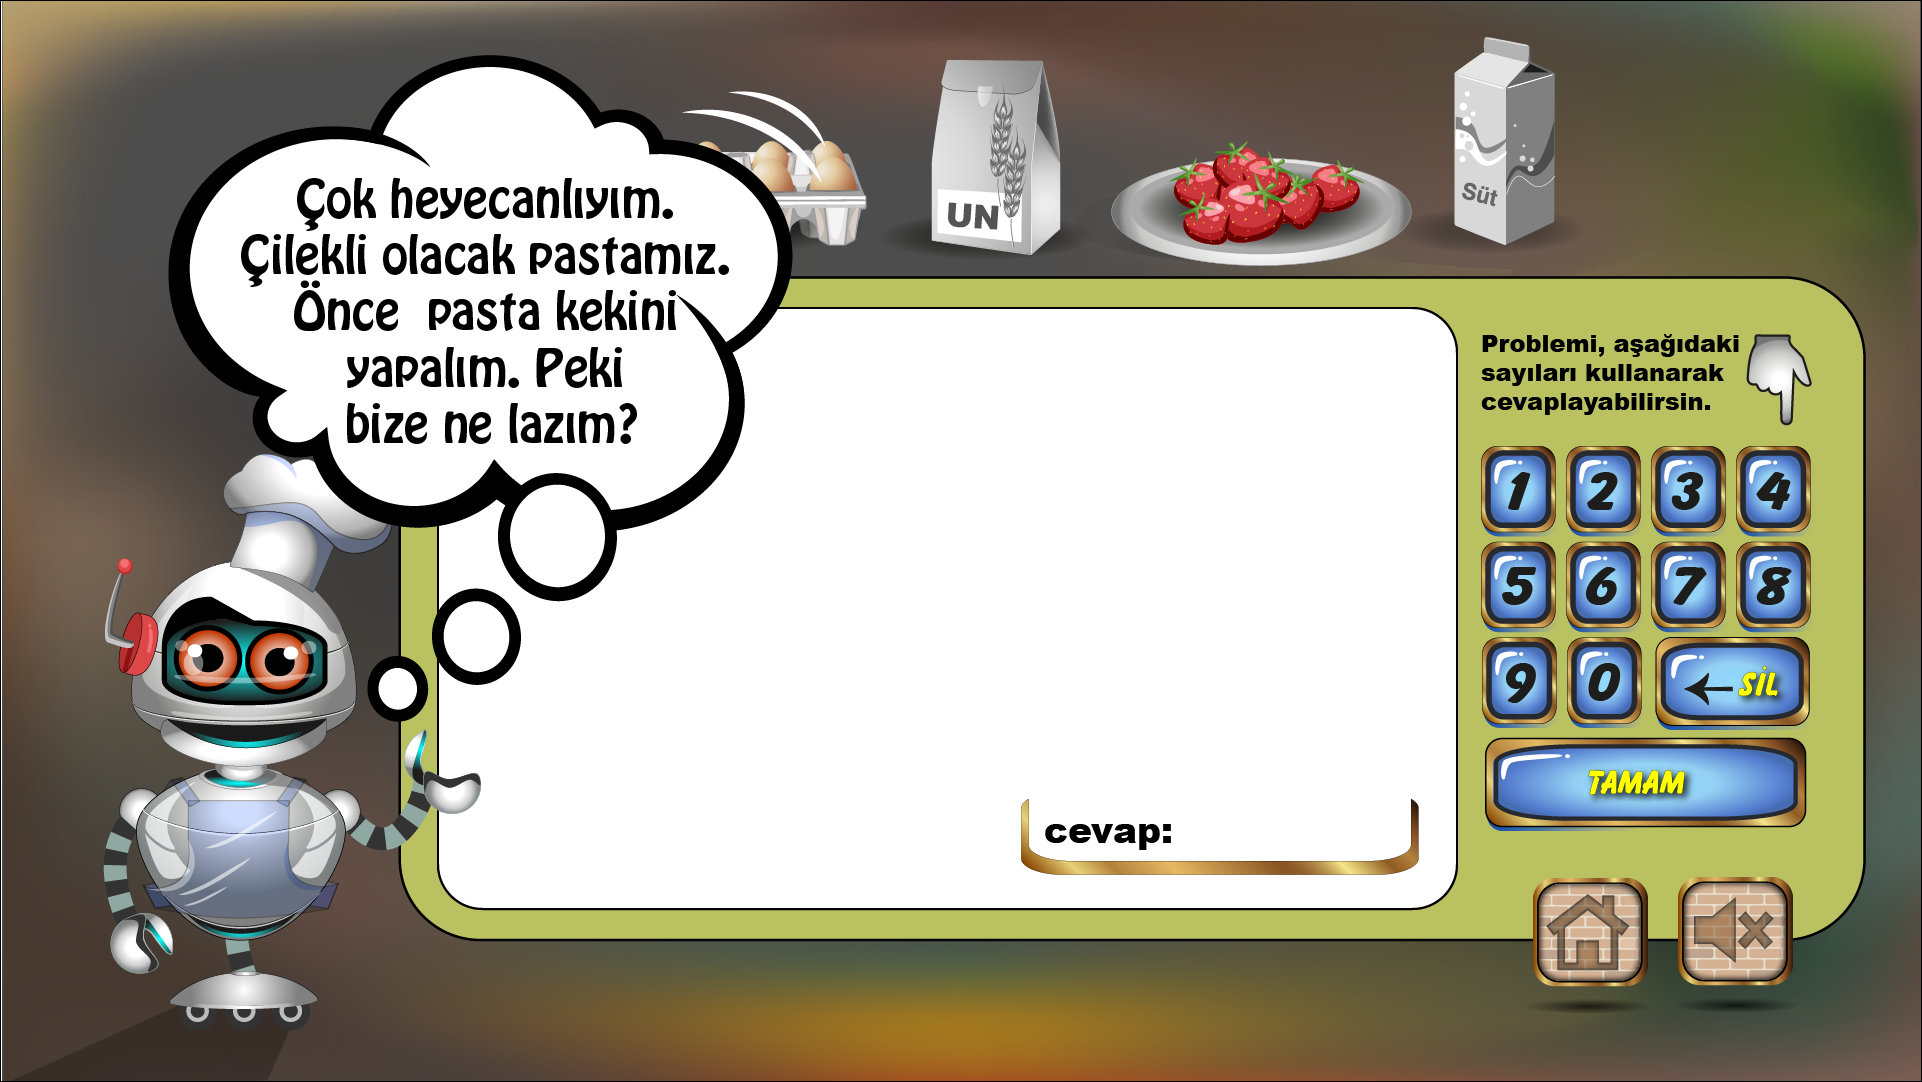 Çok heyecanlıyım.
Çilekli olacak pastamız.
Önce pasta kekini
yapalım. Peki
bize ne lazım?
UN
Süt
Problemi, aşağıdaki
sayıları kullanarak
cevaplayabilirsin.
1 2 3 4
5 6 7 8
9 0 SİL
TAMAM
cevap: